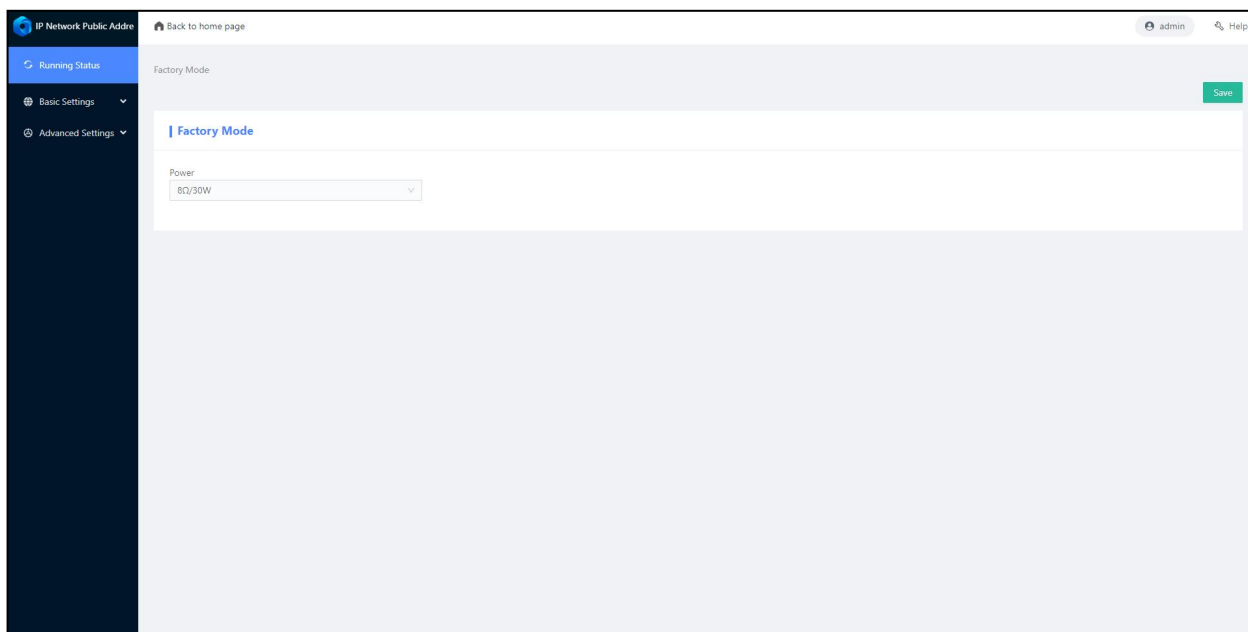 IP Network Public Addre
Back to home page
admin
Help
Running Status
Factory Mode
Save
Basic Settings
Advanced Settings
Factory Mode
Power
8Ω/30W